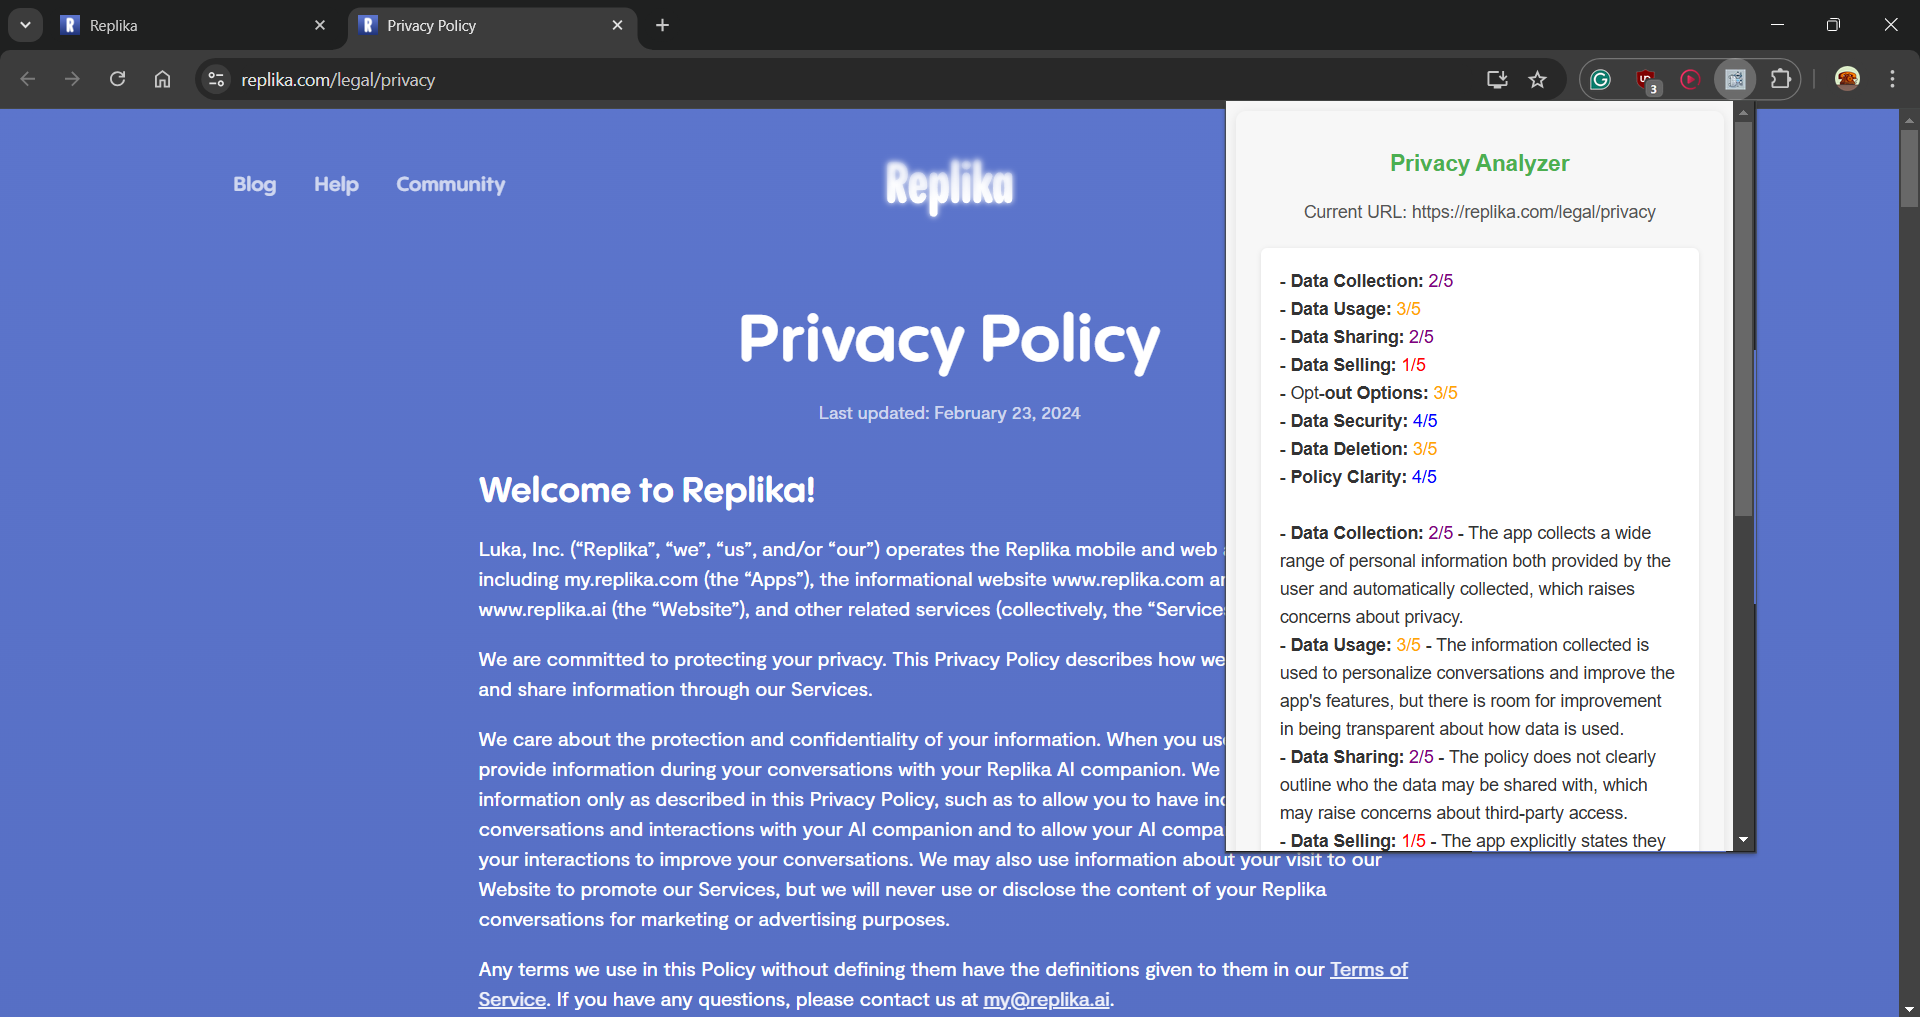 Replika
Privacy Policy
replika.com/legal/privacy
3
Blog
Help
Community
Replika
Privacy Policy
Last updated: February 23, 2024
Welcome to Replika!
Luka, Inc. (“Replika”, “we”, “us”, and/or “our”) operates the Replika mobile and web
including my.replika.com (the “Apps”), the informational website www.replika.com
www.replika.ai (the “Website”), and other related services (collectively, the “Services
We are committed to protecting your privacy. This Privacy Policy describes how we
and share information through our Services.
We care about the protection and confidentiality of your information. When you
provide information during your conversations with your Replika AI companion. We
information only as described in this Privacy Policy, such as to allow you to have
conversations and interactions with your AI companion and to allow your AI
your interactions to improve your conversations. We may also use information about your visit to our
Website to promote our Services, but we will never use or disclose the content of your Replika
conversations for marketing or advertising purposes.
Any terms we use in this Policy without defining them have the definitions given to them in our Terms of
Service. If you have any questions, please contact us at my@replika.ai.
Privacy Analyzer
Current URL: https://replika.com/legal/privacy
- Data Collection: 2/5
- Data Usage: 3/5
- Data Sharing: 2/5
- Data Selling: 1/5
- Opt-out Options: 3/5
- Data Security: 4/5
- Data Deletion: 3/5
- Policy Clarity: 4/5
- Data Collection: 2/5 - The app collects a wide
range of personal information both provided by the
user and automatically collected, which raises
concerns about privacy.
- Data Usage: 3/5 - The information collected is
used to personalize conversations and improve the
app's features, but there is room for improvement
in being transparent about how data is used.
- Data Sharing: 2/5 - The policy does not clearly
outline who the data may be shared with, which
may raise concerns about third-party access.
- Data Selling: 1/5 - The app explicitly states they